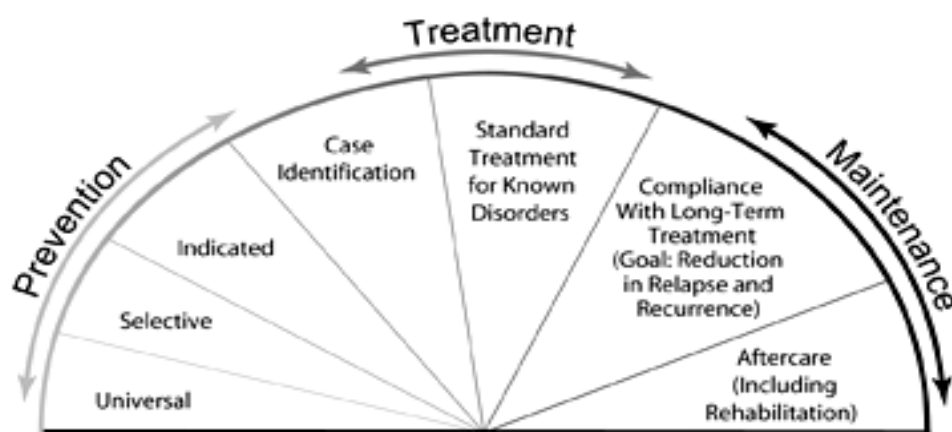 Treatment
Prevention
Maintenance
Case
Identification
Standard
Treatment
for Known
Disorders
Compliance
With Long-Term
Treatment
(Goal: Reduction
in Relapse and
Recurrence)
Indicated
Selective
Universal
Aftercare
(Including
Rehabilitation)